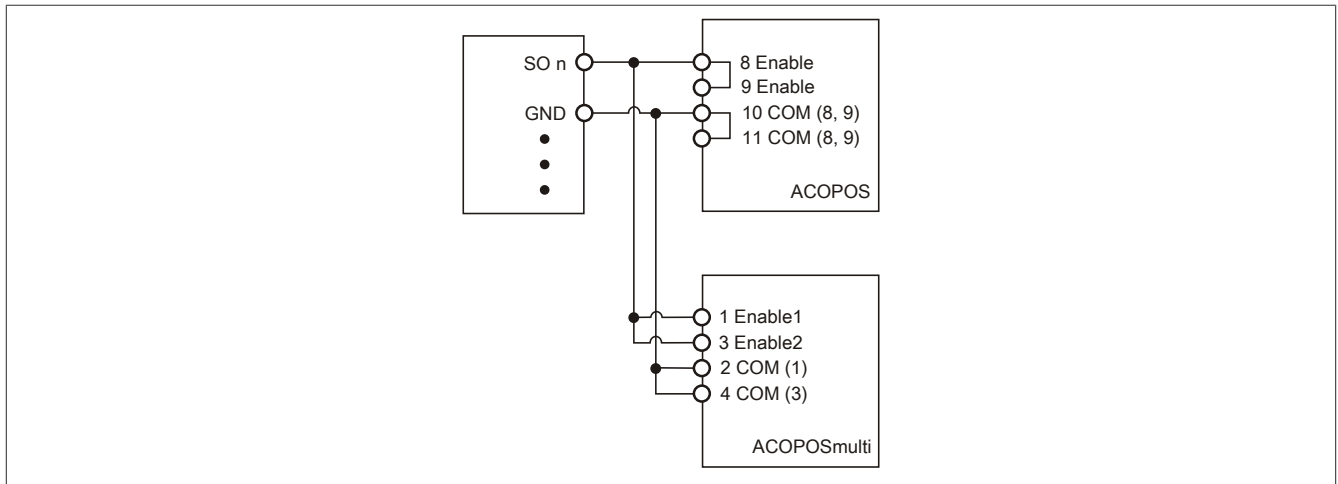 SO n
GND
8 Enable
9 Enable
10 COM (8, 9)
11 COM (8, 9)
ACOPOS
1 Enable1
3 Enable2
2 COM (1)
4 COM (3)
ACOPOSmulti